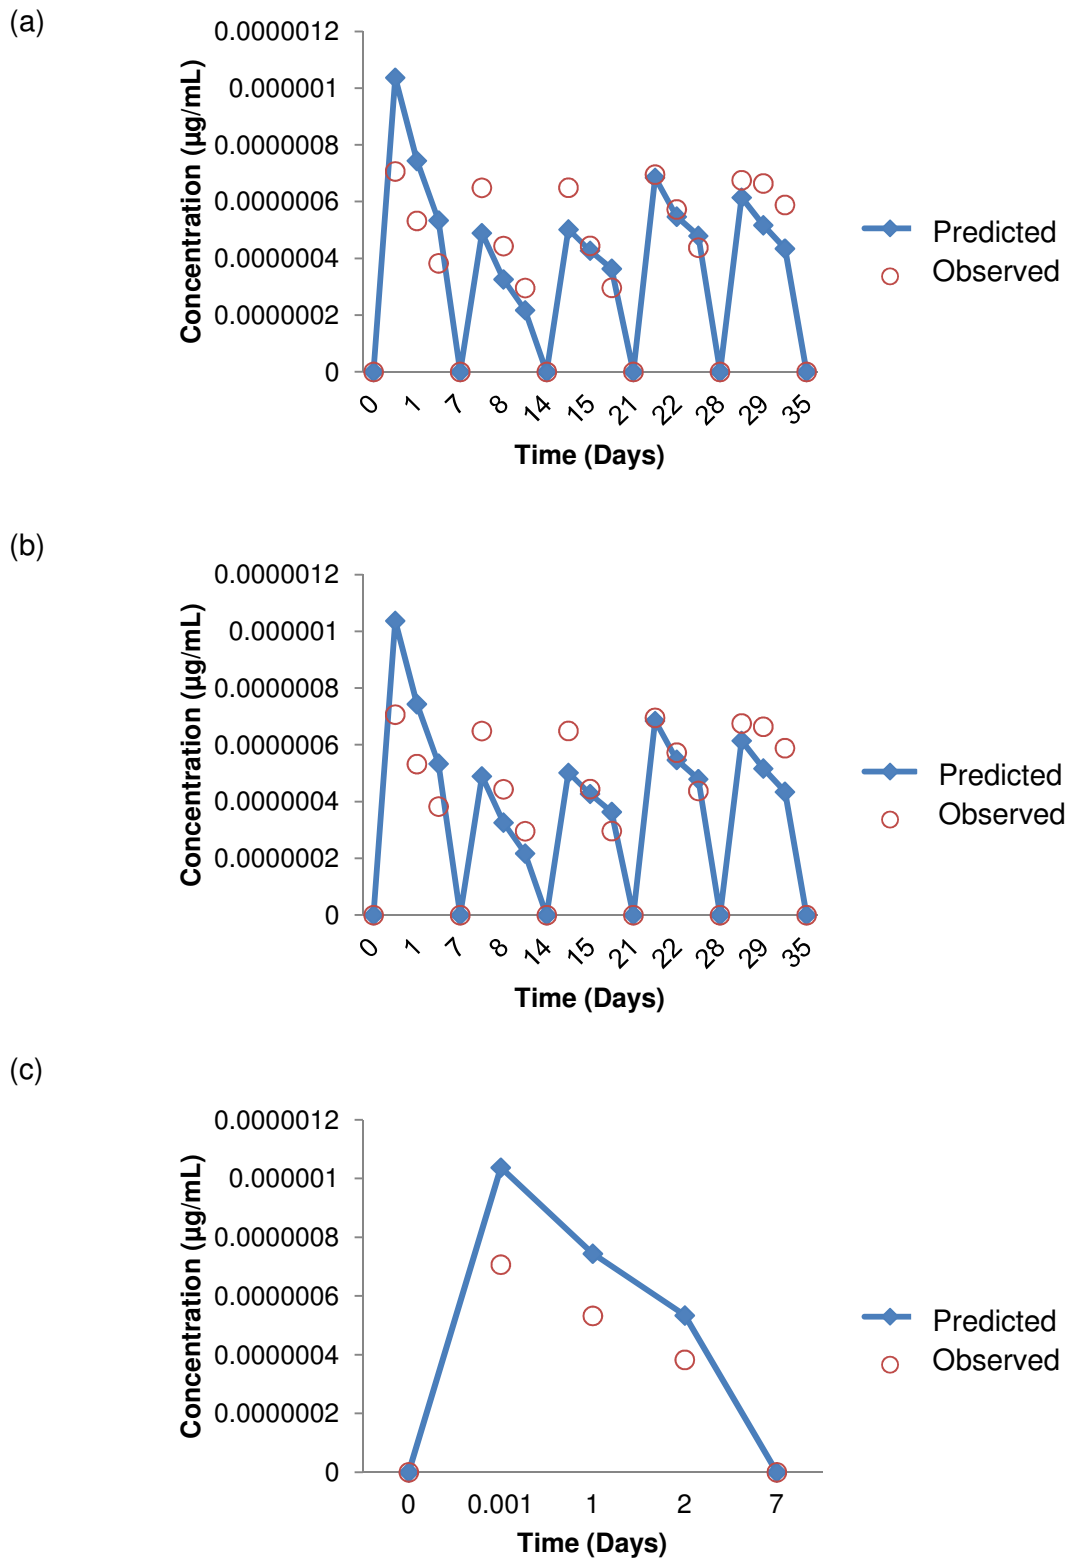 (a)
0.0000012
0.000001
0.0000008
0.0000006
0.0000004
0.0000002
0
Concentration (µg/mL)
0 1 7 8 14 15 21 22 28 29 35
Time (Days)
Predicted
Observed
(b)
0.0000012
0.000001
0.0000008
0.0000006
0.0000004
0.0000002
0
Concentration (µg/mL)
0 1 7 8 14 15 21 22 28 29 35
Time (Days)
Predicted
Observed
(c)
0.0000012
0.000001
0.0000008
0.0000006
0.0000004
0.0000002
0
Concentration (µg/mL)
0 0.001 1 2 7
Time (Days)
Predicted
Observed